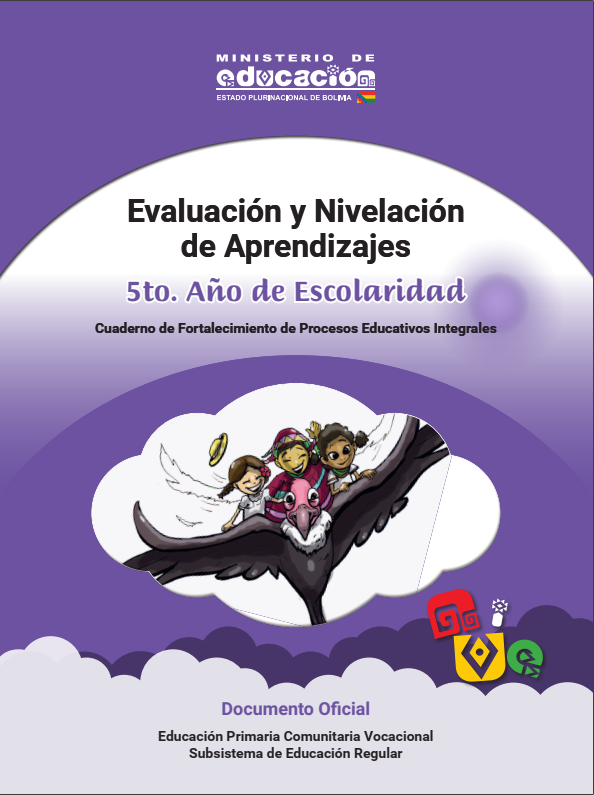 MINISTERIO DE
educación
ESTADO PLURINACIONAL DE BOLIVIA
Evaluación y Nivelación
de Aprendizajes
5to. Año de Escolaridad
Cuaderno de Fortalecimiento de Procesos Educativos Integrales
Documento Oficial
Educación Primaria Comunitaria Vocacional
Subsistema de Educación Regular